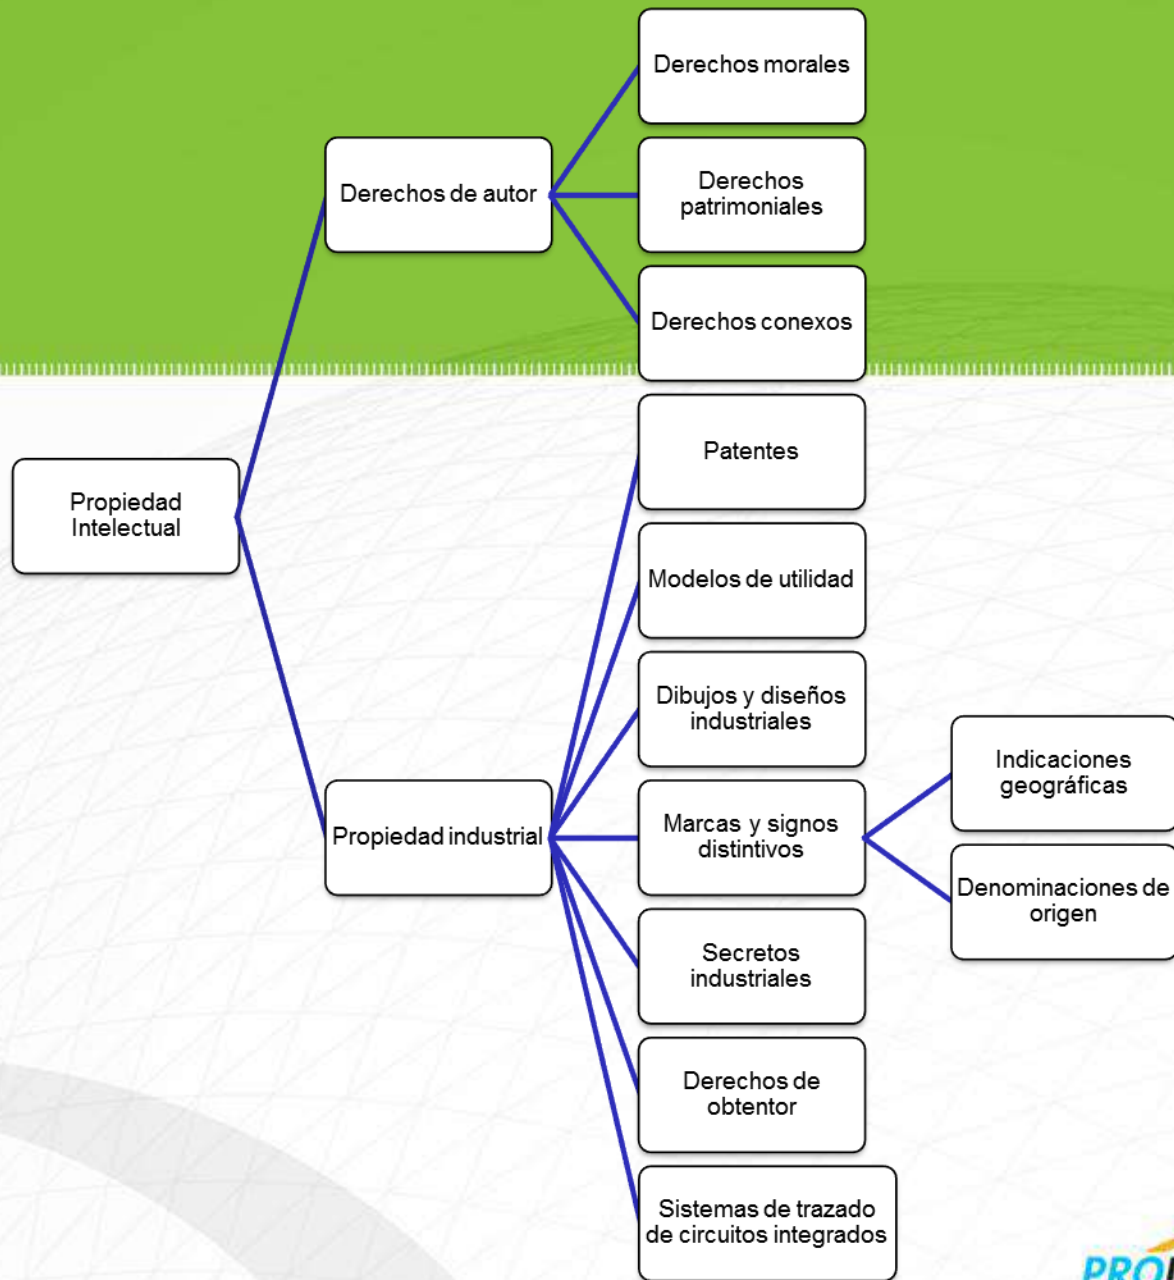 Derechos morales
Derechos de autor
Derechos
patrimoniales
Derechos conexos
Propiedad
Intelectual
Patentes
Modelos de utilidad
Dibujos y diseños
industriales
Propiedad industrial
Marcas y signos
distintivos
Indicaciones
geográficas
Denominaciones de
origen
Secretos
industriales
Derechos de
obtentor
Sistemas de trazado
de circuitos integrados